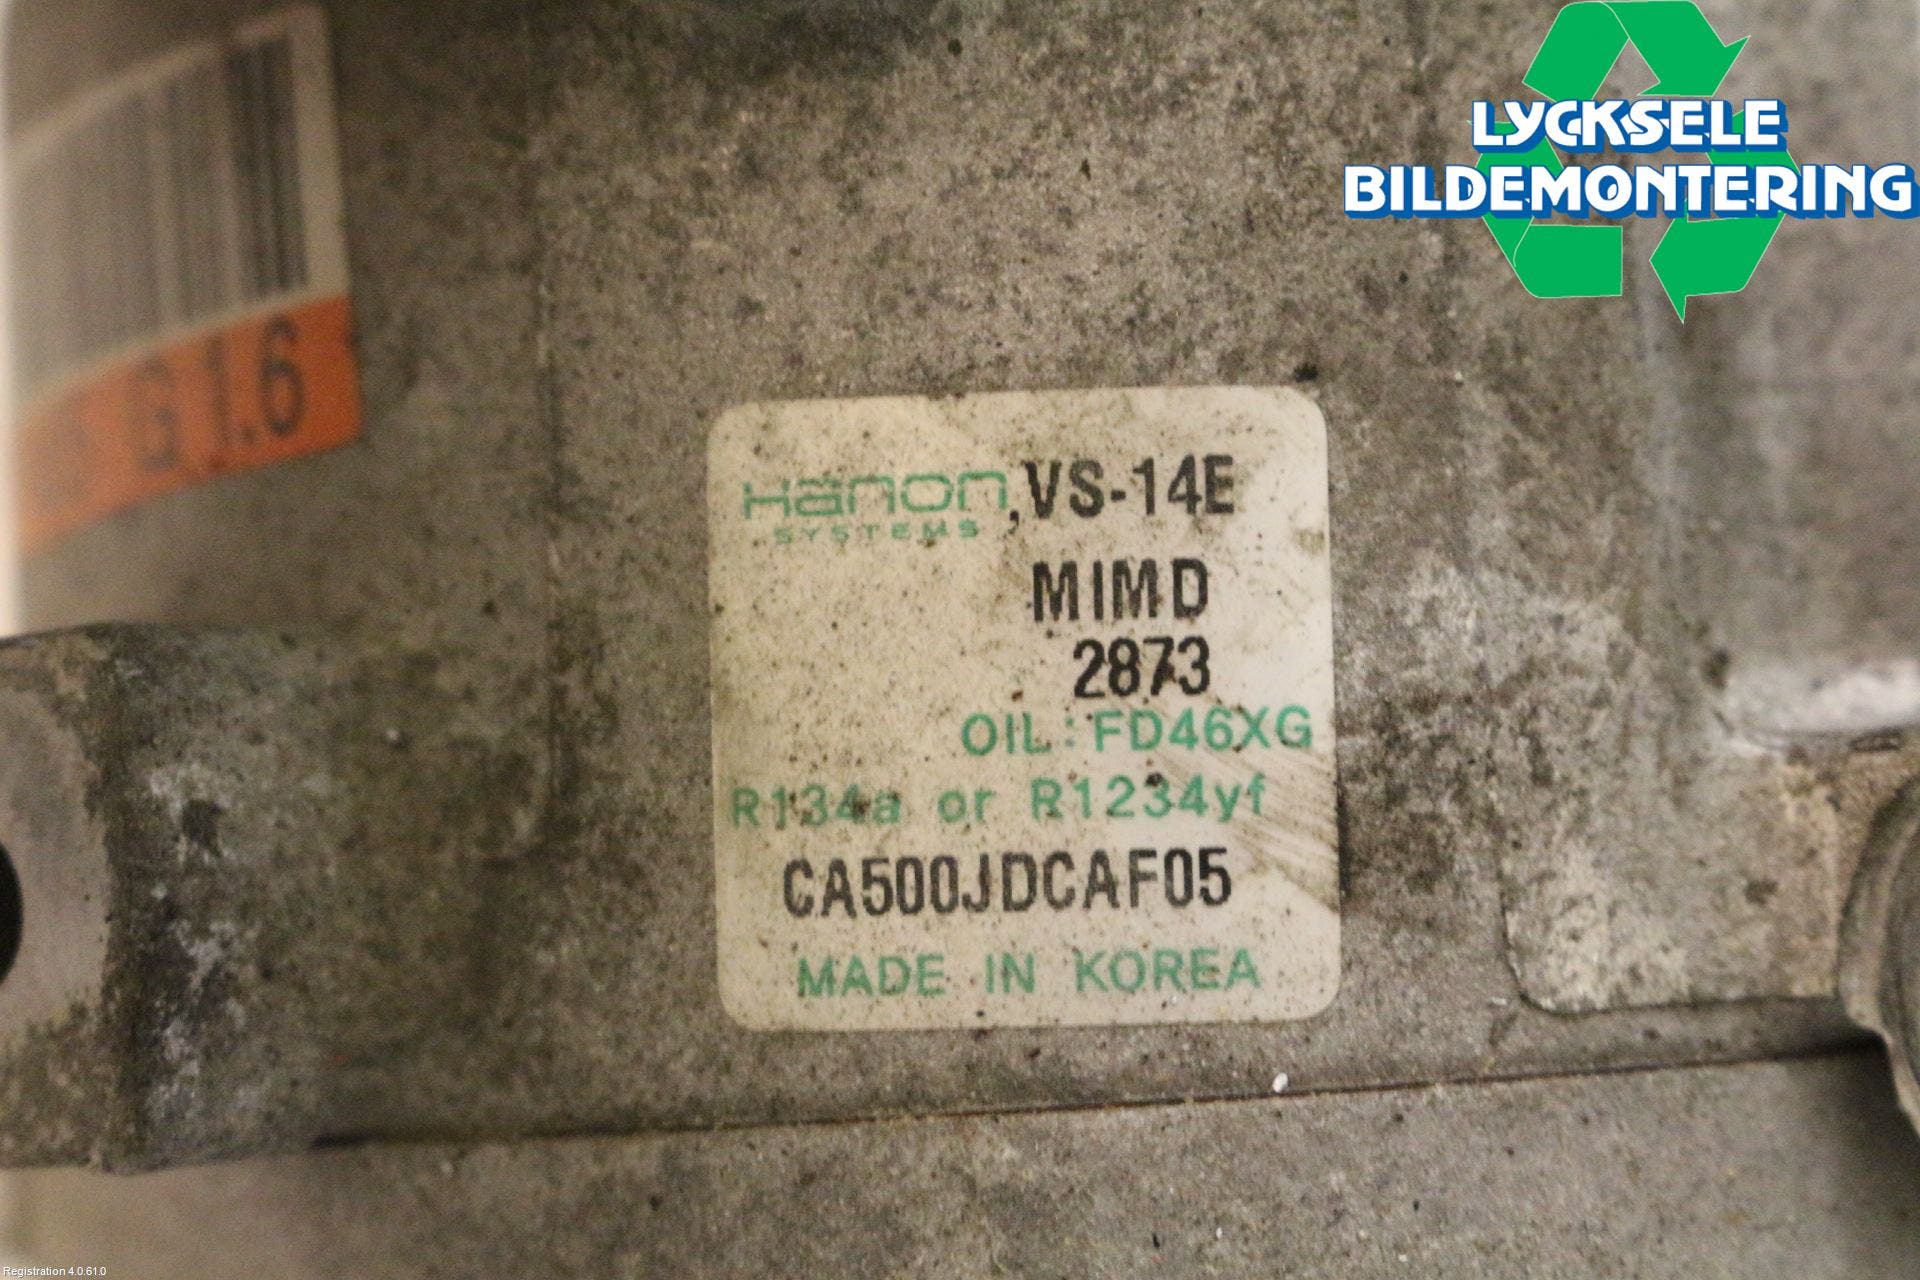 LYCKSELE
BILDEMONTERING
G 1.6
Hanon ,VS-14E
SYSTEMS
MIMD
2873
OIL: FD46XG
R134a or R1234yf
CA500JDCAF05
MADE IN KOREA
Registration 4.0.61.0